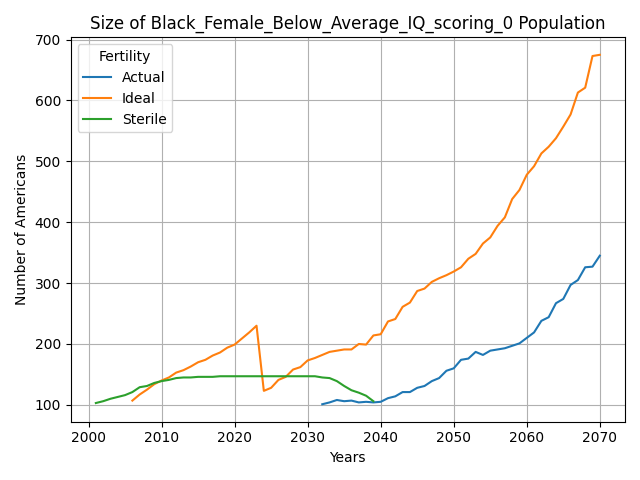 Size of Black_Female_Below_Average_IQ_scoring_0 Population
Fertility
Actual
Ideal
Sterile
Number of Americans
700
600
500
400
300
200
100
2000 2010 2020 2030 2040 2050 2060 2070
Years